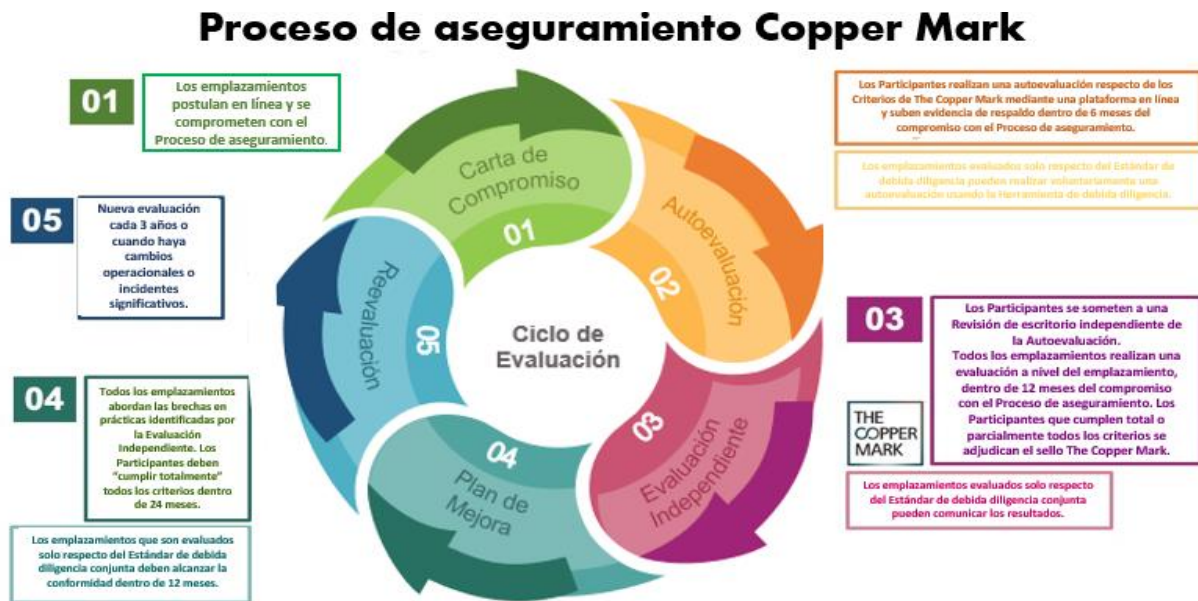 Proceso de aseguramiento Copper Mark
01
Los emplazamientos
postulan en línea y se
comprometen con el
Proceso de aseguramiento.
Los Participantes realizan una autoevaluación respecto de los
Criterios de The Copper Mark mediante una plataforma en línea
y suben evidencia de respaldo dentro de 6 meses del
compromiso con el Proceso de aseguramiento.
Los emplazamientos evaluados solo respecto del Estándar de
debida diligencia pueden realizar voluntariamente una
autoevaluación usando la Herramienta de debida diligencia.
03
Los Participantes se someten a una
Revisión de escritorio independiente de
la Autoevaluación.
Todos los emplazamientos realizan una
evaluación a nivel del emplazamiento,
dentro de 12 meses del compromiso
con el Proceso de aseguramiento. Los
Participantes que cumplen total o
parcialmente todos los criterios se
adjudican el sello The Copper Mark.
THE
COPPER
MARK
Los emplazamientos evaluados solo respecto
del Estándar de debida diligencia conjunta
pueden comunicar los resultados.
04
Todos los emplazamientos
abordan las brechas en
prácticas identificadas por
la Evaluación
Independiente. Los
Participantes deben
"cumplir totalmente"
todos los criterios dentro
de 24 meses.
Los emplazamientos que son evaluados
solo respecto del Estándar de debida
diligencia conjunta deben alcanzar la
conformidad dentro de 12 meses.
05
Nueva evaluación
cada 3 años o
cuando haya
cambios
operacionales o
incidentes
significativos.
Carta de
Compromiso
01
Autoevaluación
02
Evaluación
Independiente
03
Plan de
Mejora
04
Reevaluación
05
Ciclo de
Evaluación